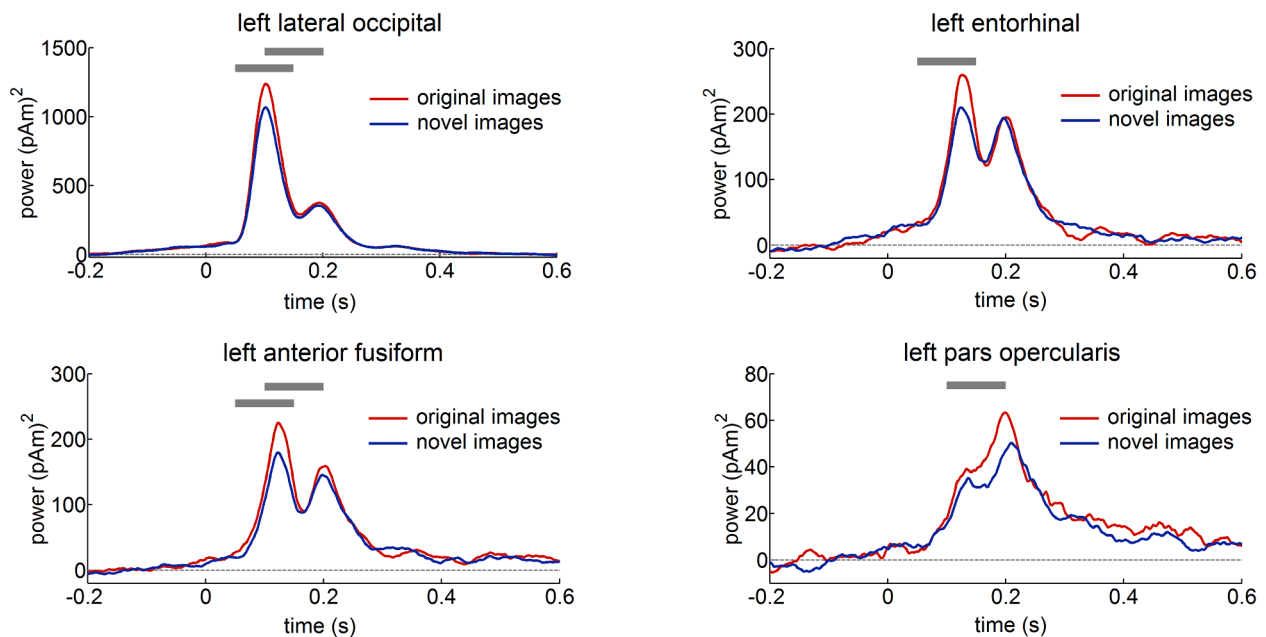 left lateral occipital
1500
1000
500
0
power (pAm)²
original images
novel images
-0.2 0 0.2 0.4 0.6
time (s)
left entorhinal
300
200
100
0
power (pAm)²
original images
novel images
-0.2 0 0.2 0.4 0.6
time (s)
left anterior fusiform
300
200
100
0
power (pAm)²
original images
novel images
-0.2 0 0.2 0.4 0.6
time (s)
left pars opercularis
80
60
40
20
0
power (pAm)²
original images
novel images
-0.2 0 0.2 0.4 0.6
time (s)